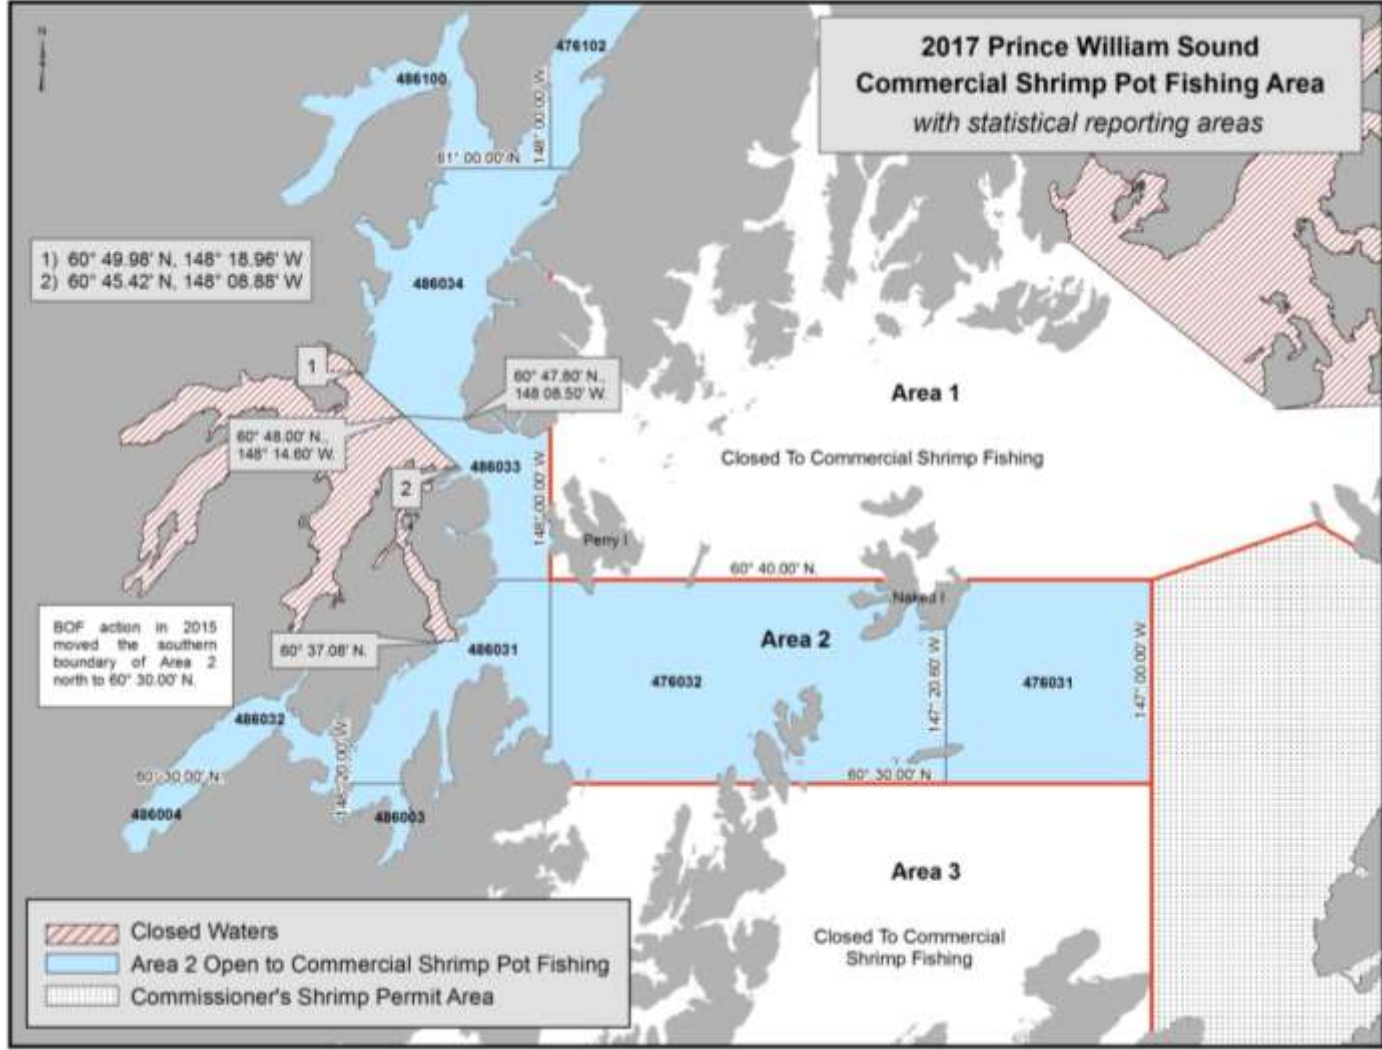 N
2017 Prince William Sound
Commercial Shrimp Pot Fishing Area
with statistical reporting areas
476102
486100
148° 00.00' W
61° 00.00' N
1) 60° 49.98' N, 148° 18.96' W
2) 60° 45.42' N, 148° 08.88' W
486034
1
60° 47.80' N.,
148 08.50' W.
Area 1
60° 48.00' N.,
148° 14.60' W.
Closed To Commercial Shrimp Fishing
486033
2
148° 00.00' W
Perry I
60° 40.00' N.
Naked I
BOF action in 2015
moved the southern
boundary of Area 2
north to 60° 30.00' N.
60° 37.08' N.
486031
Area 2
476032
147° 20.60' W
476031
147° 00.00' W
486032
148° 20.00' W
60° 30.00' N.
60° 30.00' N
486004
486003
Area 3
Closed To Commercial
Shrimp Fishing
Closed Waters
Area 2 Open to Commercial Shrimp Pot Fishing
Commissioner's Shrimp Permit Area